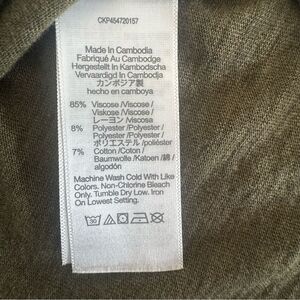 CKP454720157
Made In Cambodia
Fabriqué Au Cambodge
Hergestellt In Kambodscha
Vervaardigd In Cambodja
カンボジア製
hecho en camboya
85% Viscose /Viscose /
Viskose /Viscose /
レーヨン /Viscosa
8% Polyester /Polyester /
Polyester /Polyester /
ポリエステル /poliéster
7% Cotton /Coton /
Baumwolle /Katoen /綿 /
algodón
Machine Wash Cold With Like
Colors. Non-Chlorine Bleach
Only. Tumble Dry Low. Iron
On Lowest Setting.
30